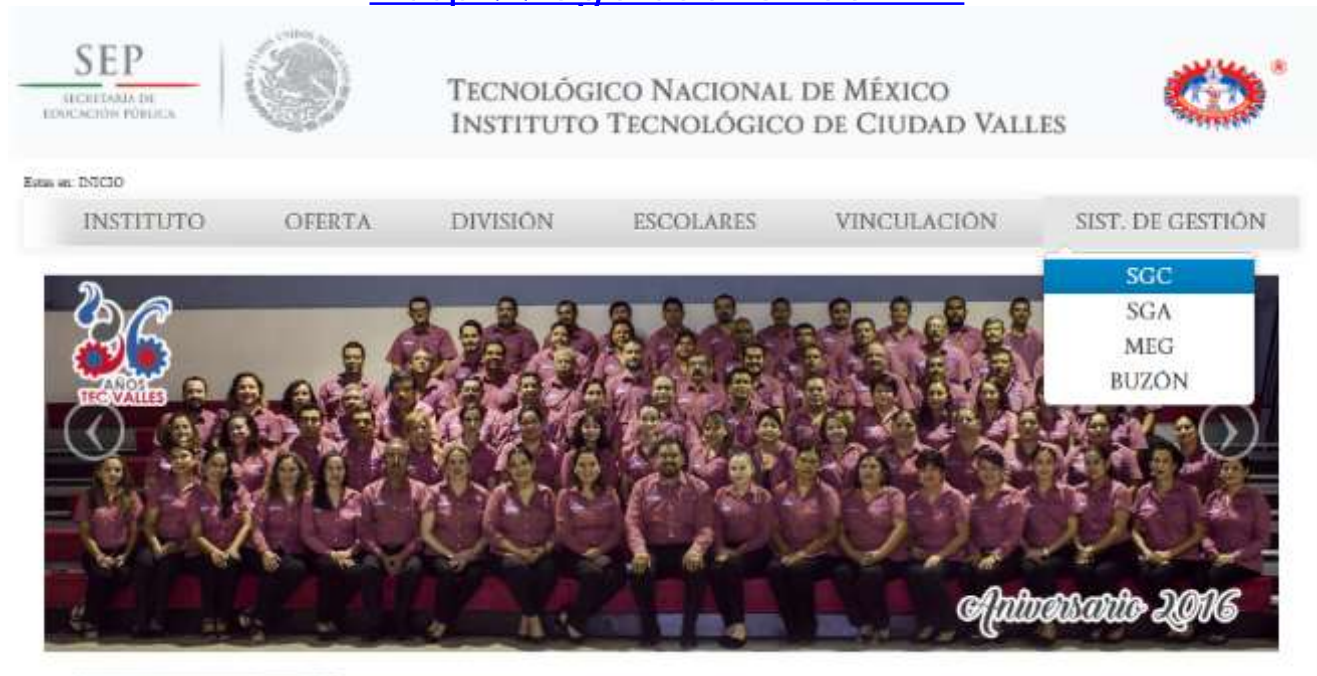 SEP
SECRETARÍA DE
EDUCACIÓN PÚBLICA
TECNOLÓGICO NACIONAL DE MÉXICO
INSTITUTO TECNOLÓGICO DE CIUDAD VALLES
®
Estas en: INICIO
INSTITUTO OFERTA DIVISIÓN ESCOLARES VINCULACIÓN SIST. DE GESTIÓN
SGC
SGA
MEG
BUZÓN
36
AÑOS
TEC VALLES
Aniversario 2016